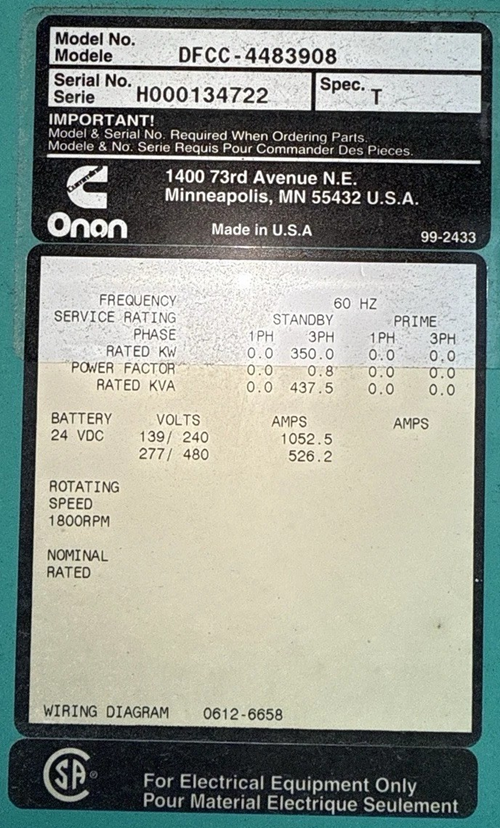 Model No.
Modele DFCC-4483908
Serial No. Spec.
Serie H000134722 T
IMPORTANT!
Model & Serial No. Required When Ordering Parts.
Modele & No. Serie Requis Pour Commander Des Pieces.
Cummins
1400 73rd Avenue N.E.
Minneapolis, MN 55432 U.S.A.
Onan Made in U.S.A 99-2433
FREQUENCY 60 HZ
SERVICE RATING STANDBY PRIME
PHASE 1PH 3PH 1PH 3PH
RATED KW 0.0 350.0 0.0 0.0
POWER FACTOR 0.0 0.8 0.0 0.0
RATED KVA 0.0 437.5 0.0 0.0
BATTERY VOLTS AMPS AMPS
24 VDC 139/ 240 1052.5
277/ 480 526.2
ROTATING
SPEED
1800RPM
NOMINAL
RATED
WIRING DIAGRAM 0612-6658
SA®
For Electrical Equipment Only
Pour Material Electrique Seulement